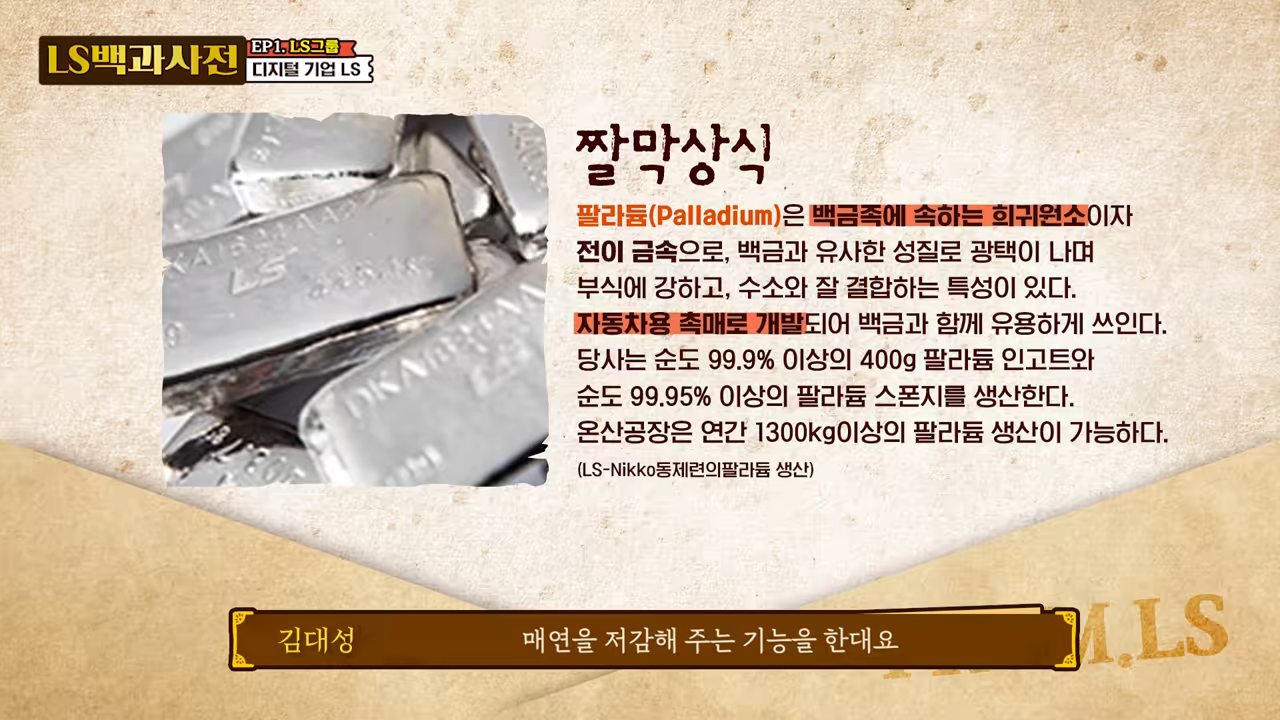 LS백과사전
EP1. LS그룹
디지털 기업 LS
짤막상식
팔라듐(Palladium)은 백금족에 속하는 희귀원소이자
전이 금속으로, 백금과 유사한 성질로 광택이 나며
부식에 강하고, 수소와 잘 결합하는 특성이 있다.
자동차용 촉매로 개발되어 백금과 함께 유용하게 쓰인다.
당사는 순도 99.9% 이상의 400g 팔라듐 인고트와
순도 99.95% 이상의 팔라듐 스폰지를 생산한다.
온산공장은 연간 1300kg이상의 팔라듐 생산이 가능하다.
(LS-Nikko동제련의팔라듐 생산)
LS
김대성
매연을 저감해 주는 기능을 한대요
M.LS